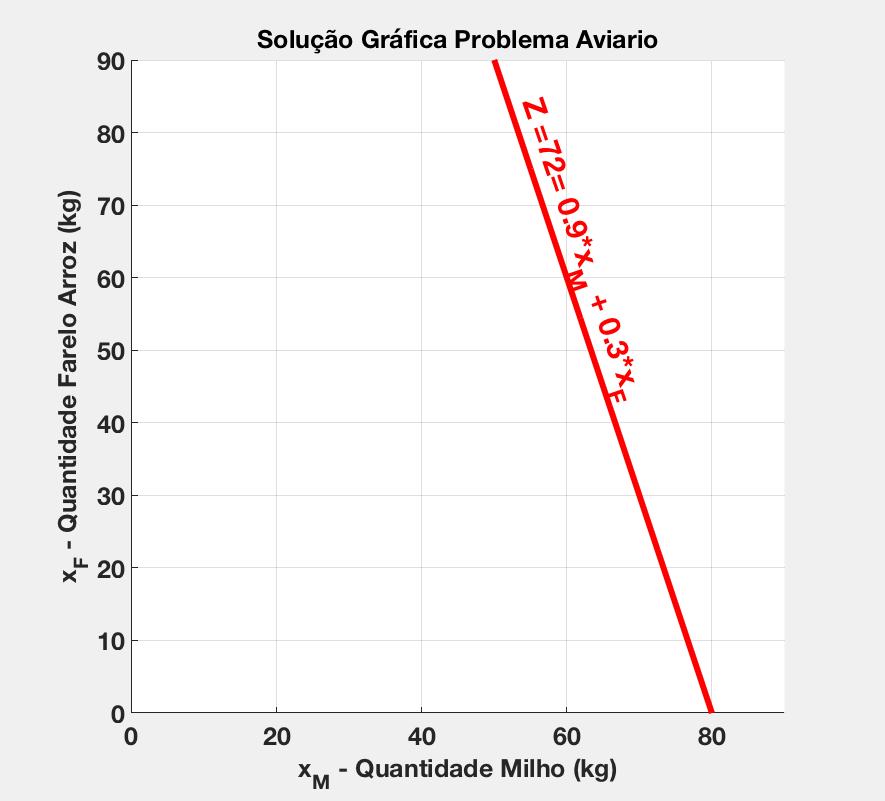 Solução Gráfica Problema Aviario
90
80
70
60
50
40
30
20
10
0
x_F - Quantidade Farelo Arroz (kg)
Z =72= 0.9*x_M + 0.3*x_F
0 20 40 60 80
x_M - Quantidade Milho (kg)